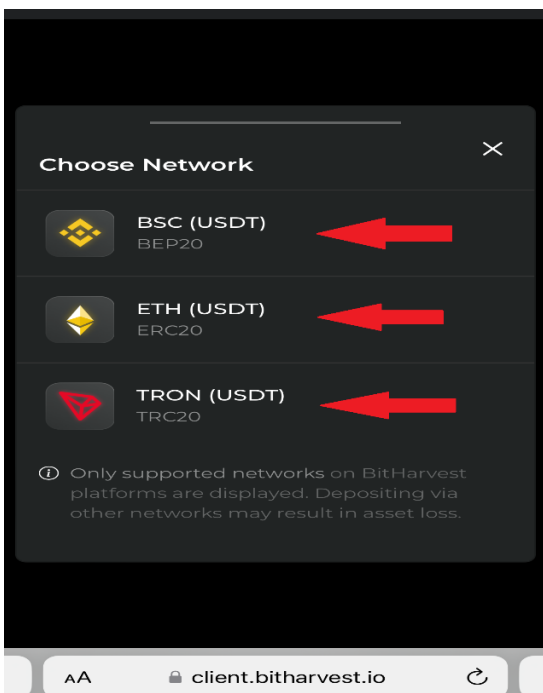 Choose Network
BSC (USDT)
BEP20
ETH (USDT)
ERC20
TRON (USDT)
TRC20
Only supported networks on BitHarvest
platforms are displayed. Depositing via
other networks may result in asset loss.
AA client.bitharvest.io